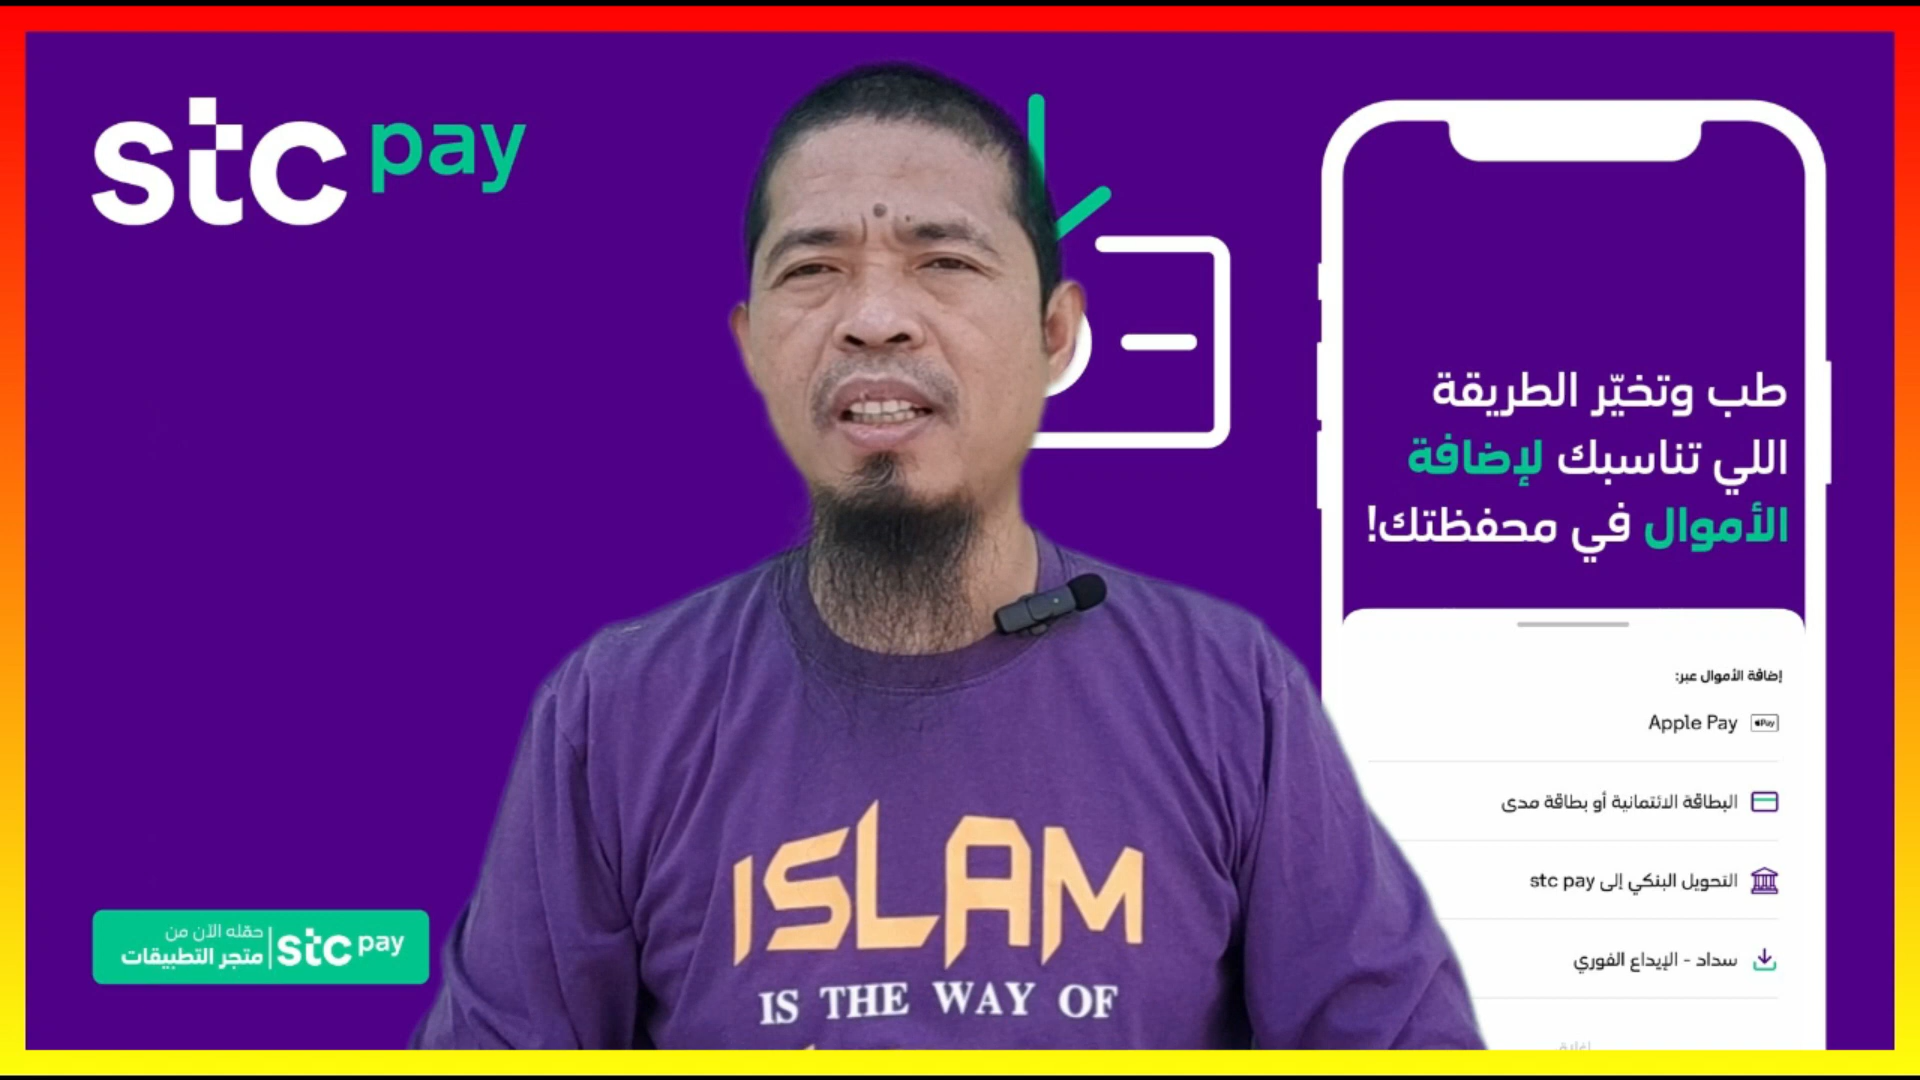 stc pay
طب وتخيّر الطريقة
اللي تناسبك لإضافة
الأموال في محفظتك!
إضافة الأموال عبر:
Apple Pay
البطاقة الائتمانية أو بطاقة مدى
التحويل البنكي إلى stc pay
سداد - الإيداع الفوري
حمّله الآن من
متجر التطبيقات
stc pay
ISLAM
IS THE WAY OF